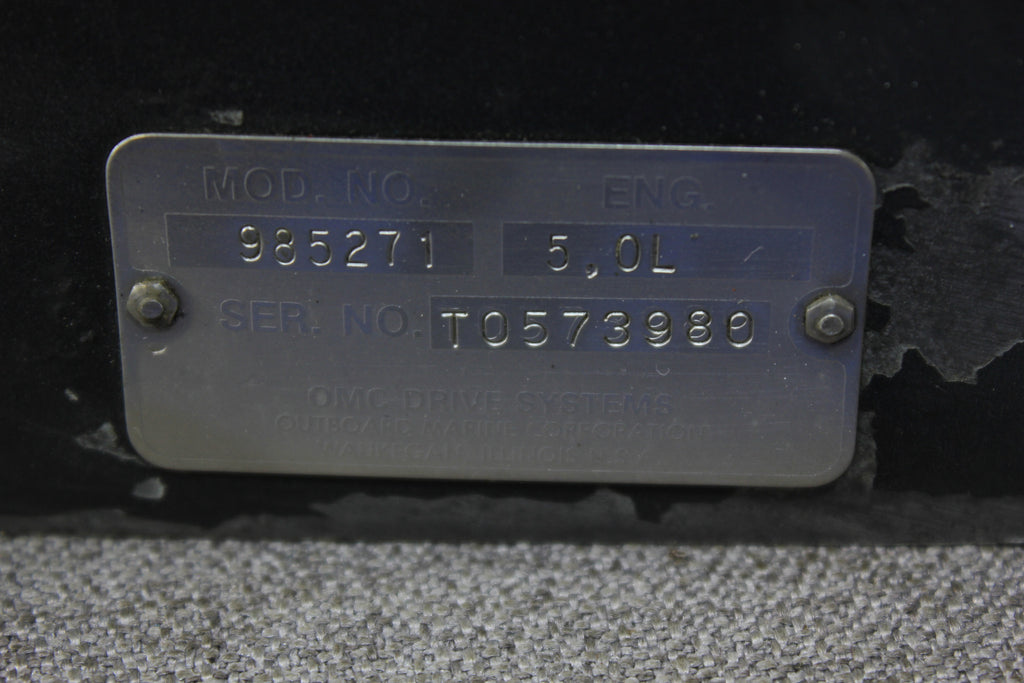 MOD. NO. ENG.
985271 5,0L
SER. NO. T0573980
OMC DRIVE SYSTEMS
OUTBOARD MARINE CORPORATION
WAUKEGAN, ILLINOIS